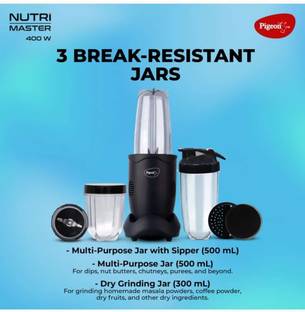 NUTRI
MASTER
400 W
Pigeon
3 BREAK-RESISTANT
JARS
Pigeon
- Multi-Purpose Jar with Sipper (500 mL)
- Multi-Purpose Jar (500 mL)
For dips, nut butters, chutneys, purees, and beyond.
- Dry Grinding Jar (300 mL)
For grinding homemade masala powders, coffee powder,
dry fruits, and other dry ingredients.